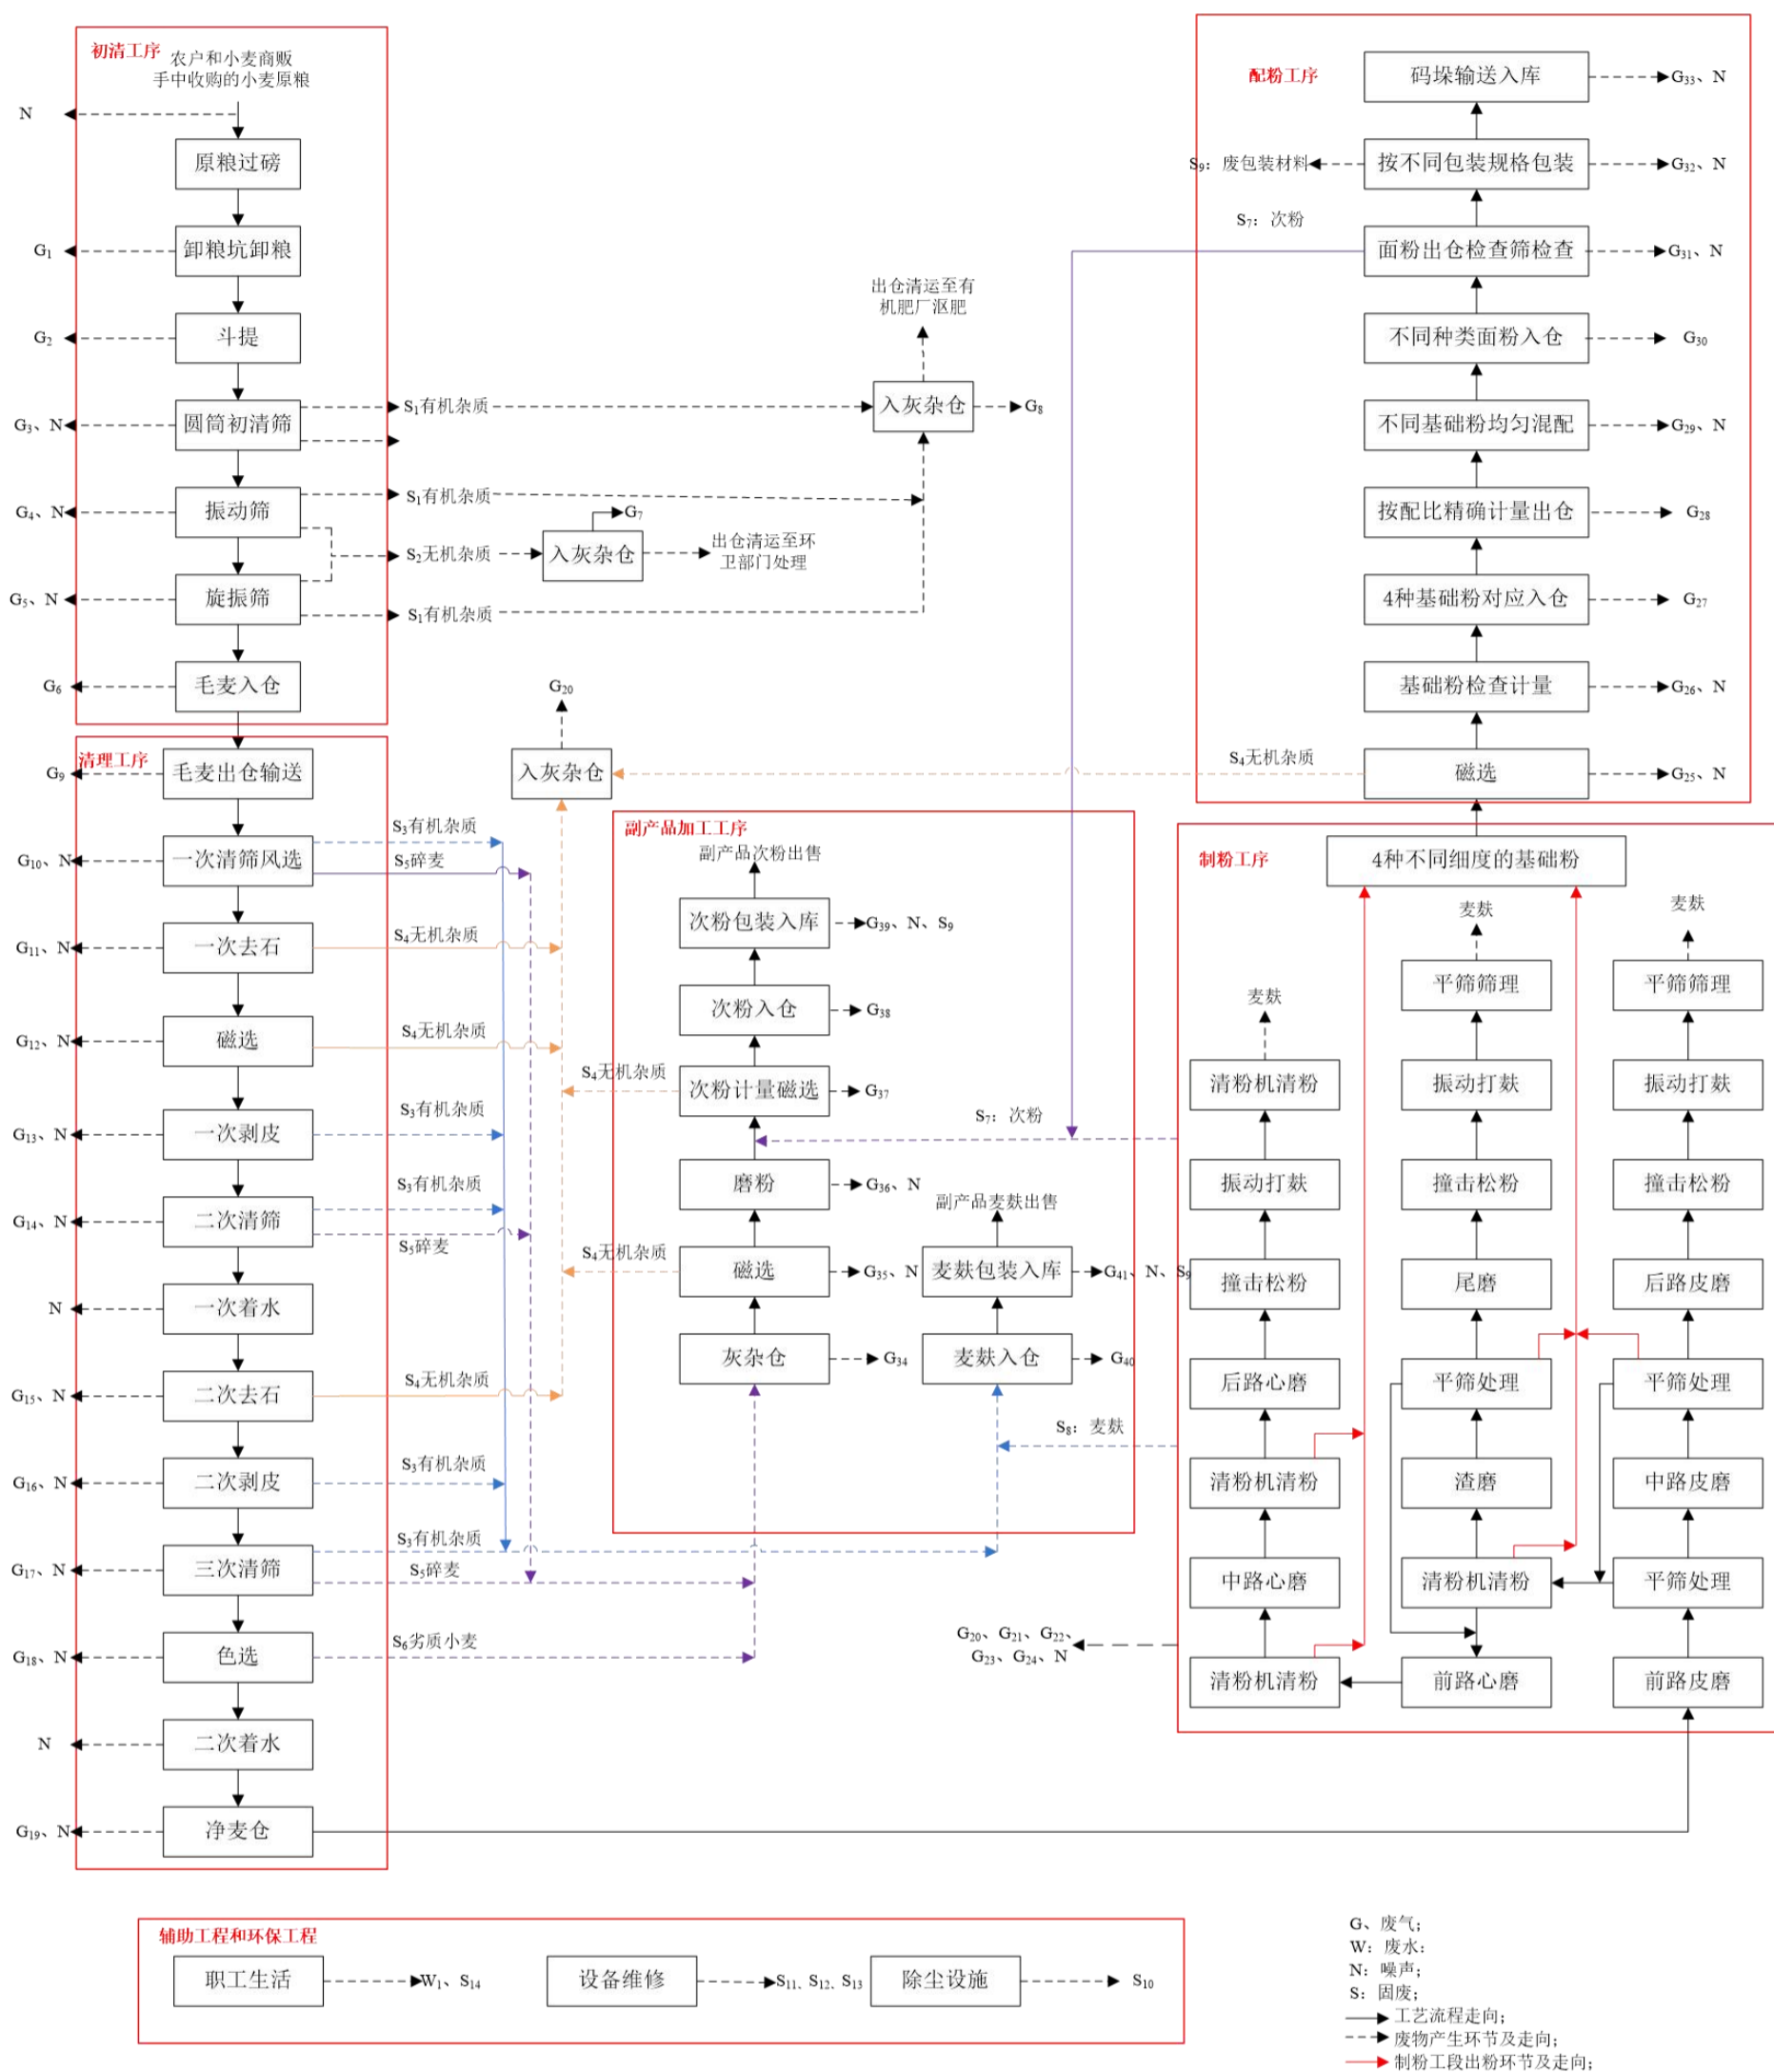 初清工序
农户和小麦商贩
手中收购的小麦原粮
N
原粮过磅
G₁
卸粮坑卸粮
G₂
斗提
G₃、N
圆筒初清筛
S₁有机杂质
入灰杂仓
G₈
出仓清运至有
机肥厂沤肥
G₄、N
振动筛
S₁有机杂质
S₂无机杂质
入灰杂仓
G₇
出仓清运至环
卫部门处理
G₅、N
旋振筛
S₁有机杂质
G₆
毛麦入仓
清理工序
G₉
毛麦出仓输送
G₂₀
入灰杂仓
G₁₀、N
一次清筛风选
S₃有机杂质
S₅碎麦
G₁₁、N
一次去石
S₄无机杂质
G₁₂、N
磁选
S₄无机杂质
G₁₃、N
一次剥皮
S₃有机杂质
G₁₄、N
二次清筛
S₃有机杂质
S₅碎麦
N
一次着水
G₁₅、N
二次去石
S₄无机杂质
G₁₆、N
二次剥皮
S₃有机杂质
G₁₇、N
三次清筛
S₃有机杂质
S₅碎麦
G₁₈、N
色选
S₆劣质小麦
N
二次着水
G₁₉、N
净麦仓
副产品加工工序
副产品次粉出售
次粉包装入库
G₃₉、N、S₉
次粉入仓
G₃₈
S₄无机杂质
次粉计量磁选
G₃₇
S₇：次粉
磨粉
G₃₆、N
S₄无机杂质
磁选
G₃₅、N
灰杂仓
G₃₄
副产品麦麸出售
麦麸包装入库
G₄₁、N、S₉
麦麸入仓
G₄₀
S₈：麦麸
配粉工序
码垛输送入库
G₃₃、N
S₉：废包装材料
按不同包装规格包装
G₃₂、N
S₇：次粉
面粉出仓检查筛检查
G₃₁、N
不同种类面粉入仓
G₃₀
不同基础粉均匀混配
G₂₉、N
按配比精确计量出仓
G₂₈
4种基础粉对应入仓
G₂₇
基础粉检查计量
G₂₆、N
S₄无机杂质
磁选
G₂₅、N
制粉工序
4种不同细度的基础粉
麦麸
清粉机清粉
振动打麸
撞击松粉
后路心磨
清粉机清粉
中路心磨
清粉机清粉
麦麸
平筛筛理
振动打麸
撞击松粉
尾磨
平筛处理
渣磨
清粉机清粉
前路心磨
麦麸
平筛筛理
振动打麸
撞击松粉
后路皮磨
平筛处理
中路皮磨
平筛处理
前路皮磨
G₂₀、G₂₁、G₂₂、
G₂₃、G₂₄、N
辅助工程和环保工程
职工生活
W₁、S₁₄
设备维修
S₁₁、S₁₂、S₁₃
除尘设施
S₁₀
G、废气；
W：废水：
N：噪声；
S：固废；
工艺流程走向；
废物产生环节及走向；
制粉工段出粉环节及走向；